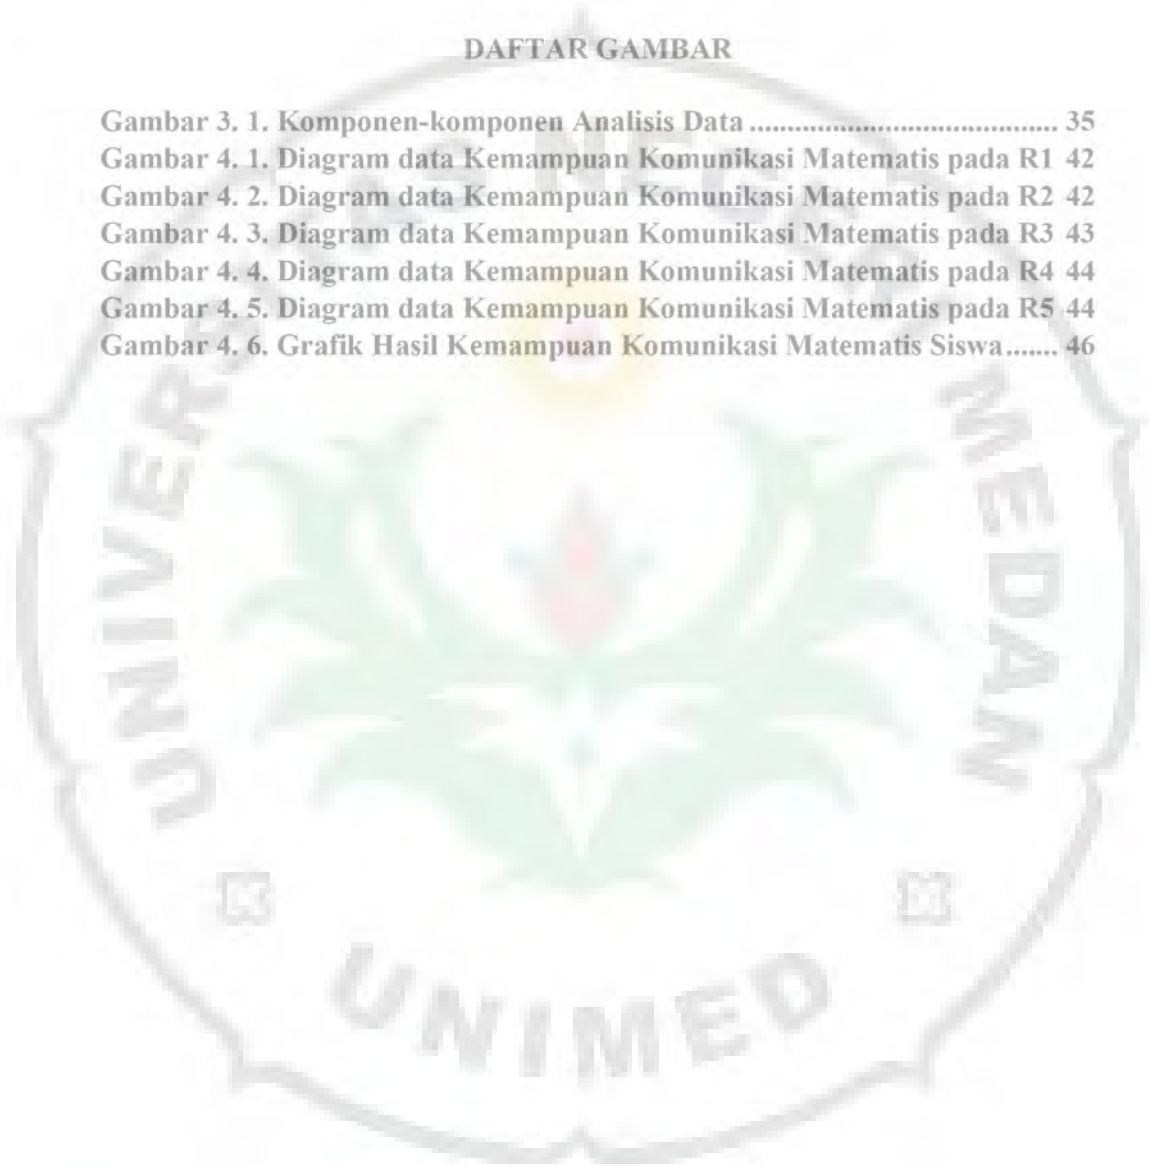 DAFTAR GAMBAR
Gambar 3. 1. Komponen-komponen Analisis Data ......................................... 35
Gambar 4. 1. Diagram data Kemampuan Komunikasi Matematis pada R1 42
Gambar 4. 2. Diagram data Kemampuan Komunikasi Matematis pada R2 42
Gambar 4. 3. Diagram data Kemampuan Komunikasi Matematis pada R3 43
Gambar 4. 4. Diagram data Kemampuan Komunikasi Matematis pada R4 44
Gambar 4. 5. Diagram data Kemampuan Komunikasi Matematis pada R5 44
Gambar 4. 6. Grafik Hasil Kemampuan Komunikasi Matematis Siswa....... 46
UNIVERSITAS NEGERI MEDAN
UNIMED